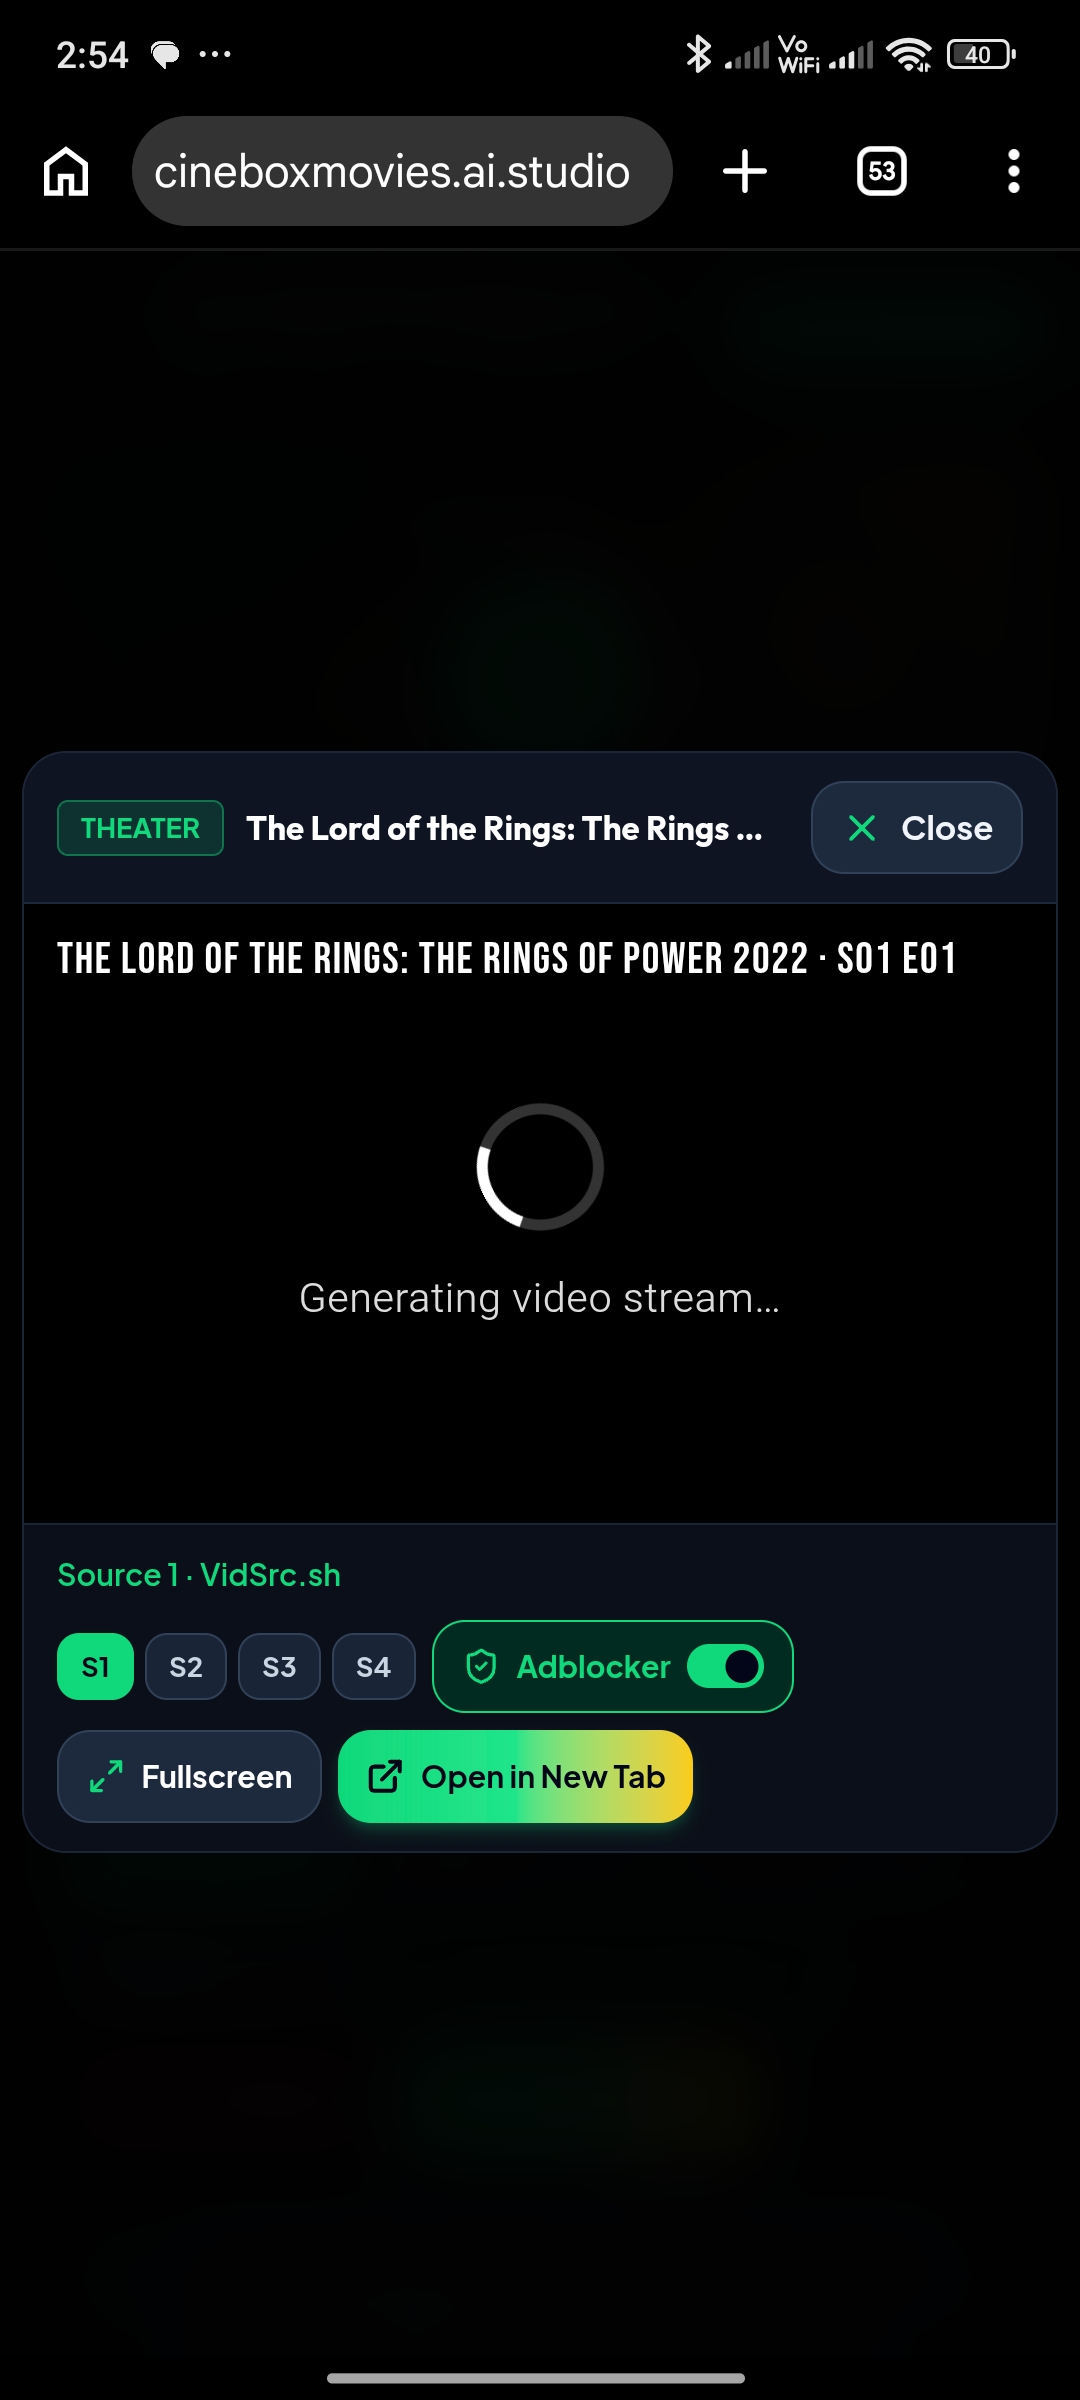 2:54
Vo WiFi
40
cineboxmovies.ai.studio
53
THEATER
The Lord of the Rings: The Rings ...
Close
THE LORD OF THE RINGS: THE RINGS OF POWER 2022 · S01 E01
Generating video stream...
Source 1 · VidSrc.sh
S1 S2 S3 S4 Adblocker
Fullscreen Open in New Tab